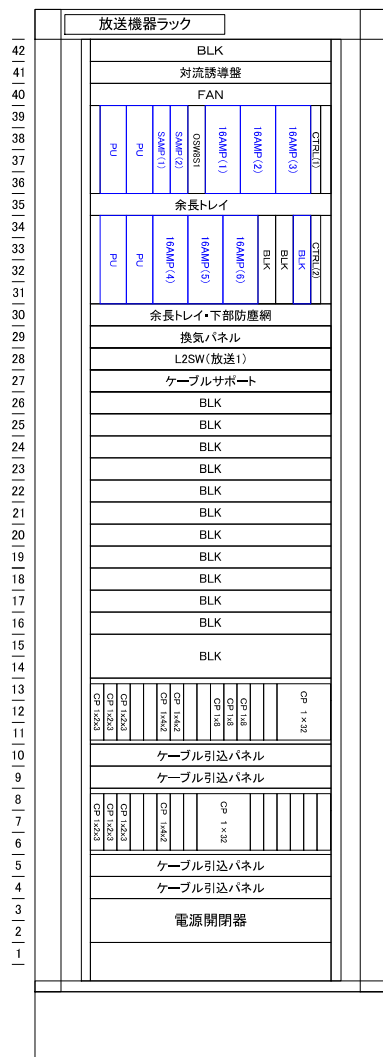 放送機器ラック
42 BLK
41 対流誘導盤
40 FAN
39
38
37
36
PU PU SAMP(1) SAMP(2) OSW8S1 16AMP(1) 16AMP(2) 16AMP(3) CTRL(1)
35 余長トレイ
34
33
32
31
PU PU 16AMP(4) 16AMP(5) 16AMP(6) BLK BLK BLK CTRL(2)
30 余長トレイ・下部防塵網
29 換気パネル
28 L2SW(放送1)
27 ケーブルサポート
26 BLK
25 BLK
24 BLK
23 BLK
22 BLK
21 BLK
20 BLK
19 BLK
18 BLK
17 BLK
16 BLK
15
14
BLK
13
12
11
CP 1x2x3 CP 1x2x3 CP 1x2x3 CP 1x4x2 CP 1x4x2 CP 1x8 CP 1x8 CP 1x8 CP 1×32
10 ケーブル引込パネル
9 ケーブル引込パネル
8
7
6
CP 1x2x3 CP 1x2x3 CP 1x2x3 CP 1x4x2 CP 1×32
5 ケーブル引込パネル
4 ケーブル引込パネル
3
2
電源開閉器
1